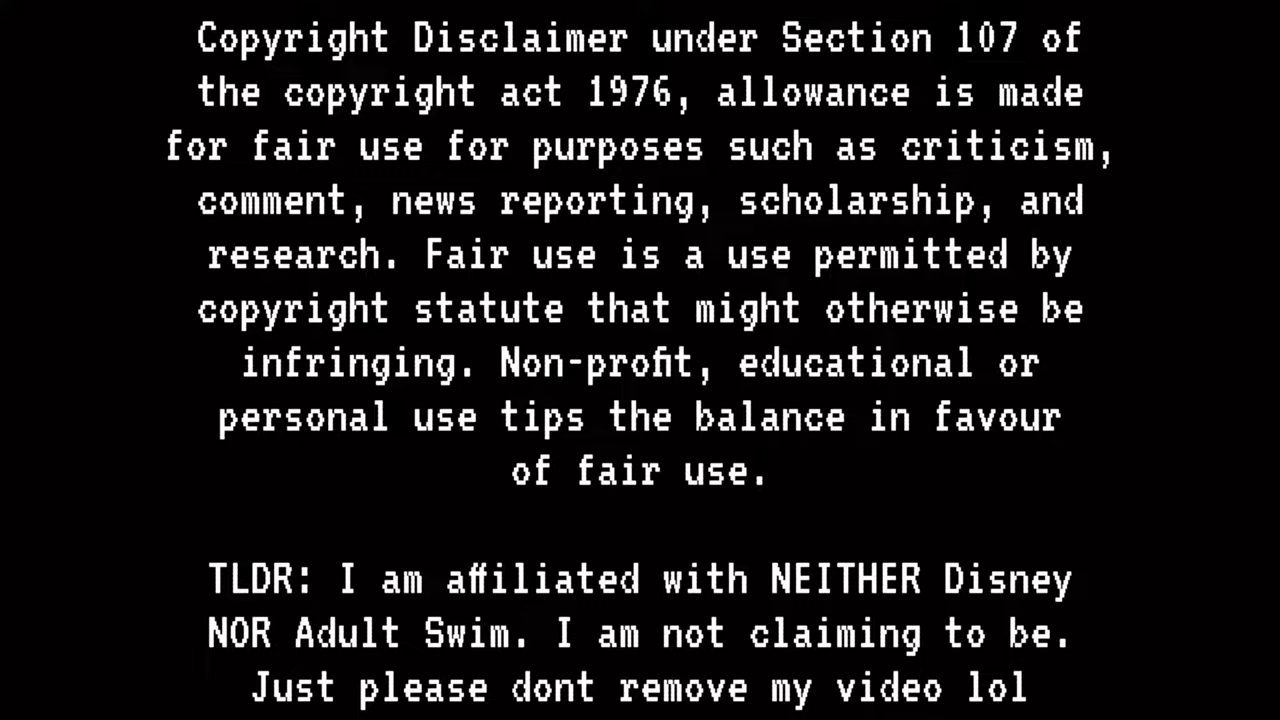 Copyright Disclaimer under Section 107 of
the copyright act 1976, allowance is made
for fair use for purposes such as criticism,
comment, news reporting, scholarship, and
research. Fair use is a use permitted by
copyright statute that might otherwise be
infringing. Non-profit, educational or
personal use tips the balance in favour
of fair use.
TLDR: I am affiliated with NEITHER Disney
NOR Adult Swim. I am not claiming to be.
Just please dont remove my video lol